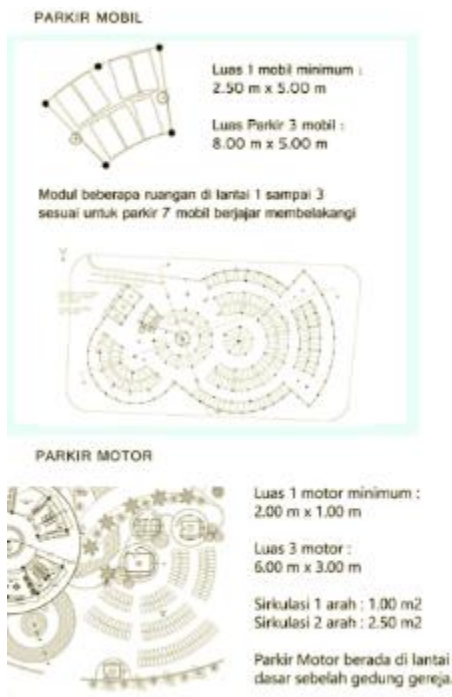 PARKIR MOBIL
Luas 1 mobil minimum :
2.50 m x 5.00 m
Luas Parkir 3 mobil :
8.00 m x 5.00 m
Modul beberapa ruangan di lantai 1 sampai 3
sesuai untuk parkir 7 mobil berjajar membelakangi
PARKIR MOTOR
Luas 1 motor minimum :
2.00 m x 1.00 m
Luas 3 motor :
6.00 m x 3.00 m
Sirkulasi 1 arah : 1.00 m2
Sirkulasi 2 arah : 2.50 m2
Parkir Motor berada di lantai
dasar sebelah gedung gereja.